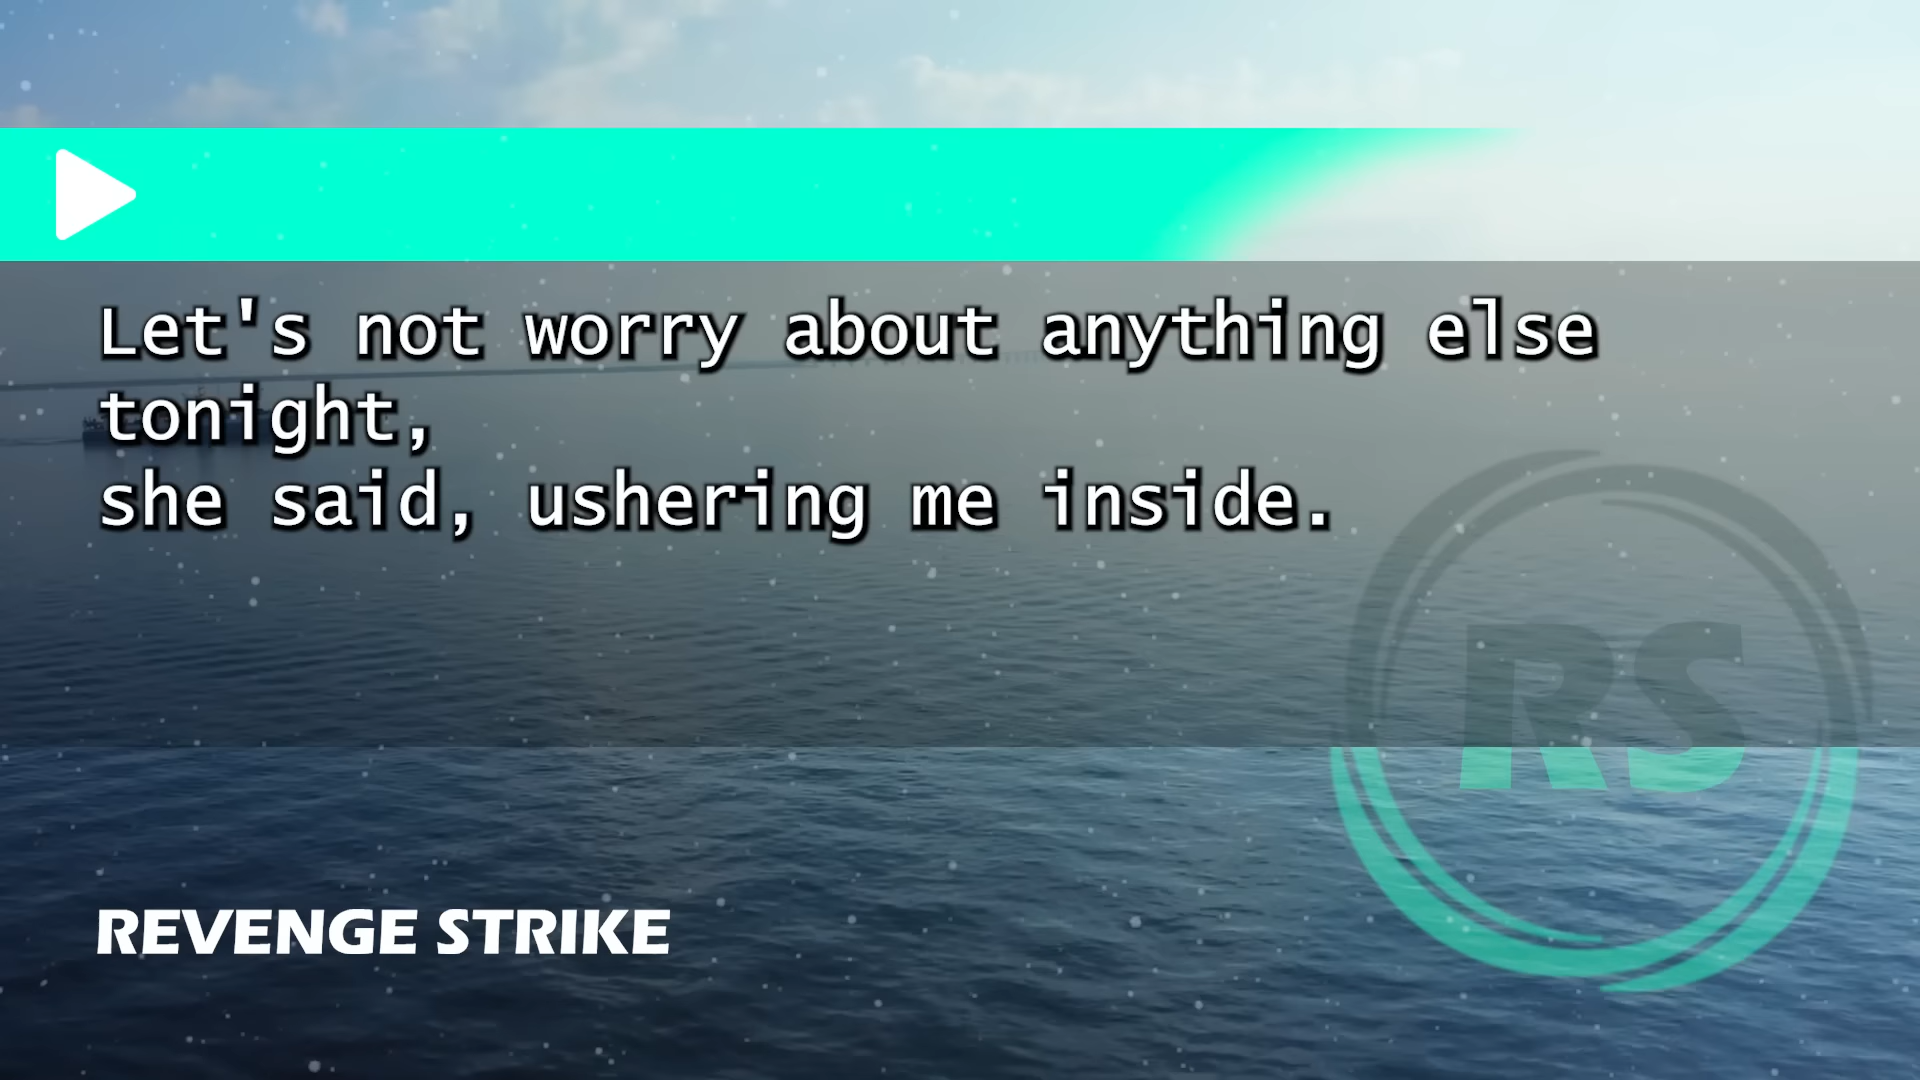 Let's not worry about anything else
tonight,
she said, ushering me inside.
RS
REVENGE STRIKE